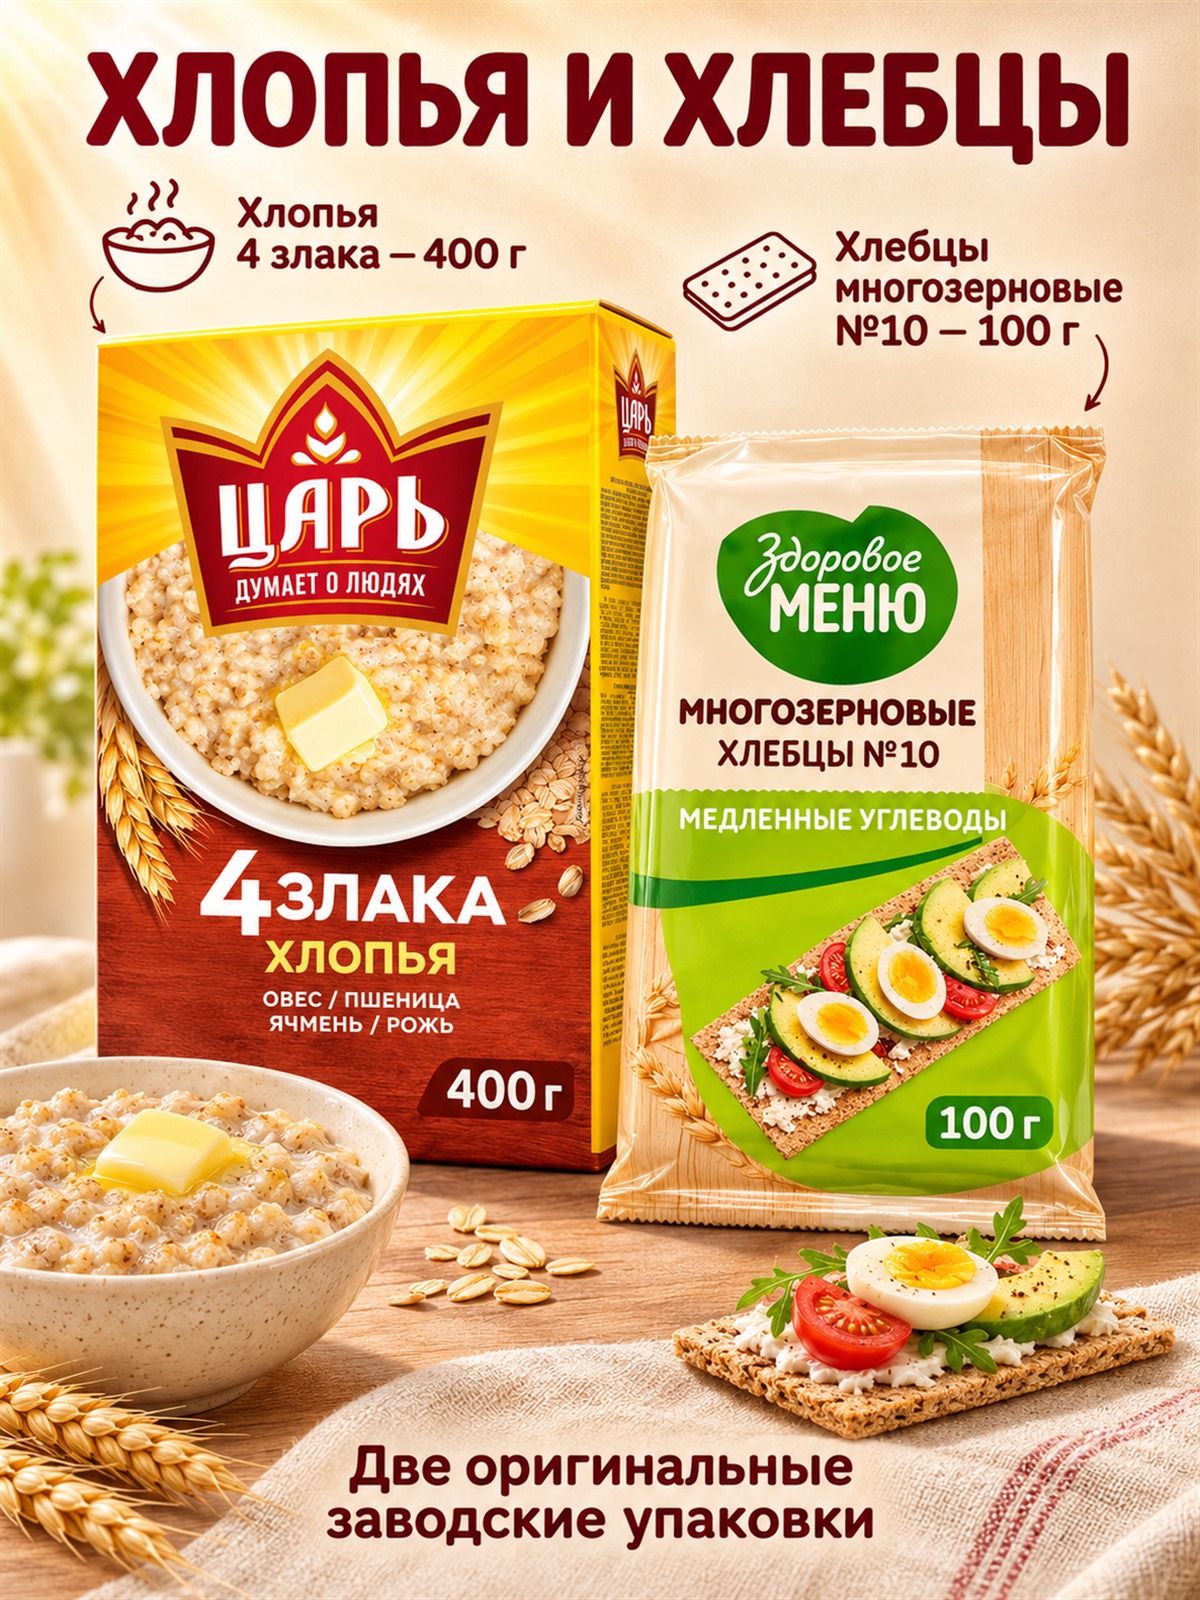 ХЛОПЬЯ И ХЛЕБЦЫ
Хлопья
4 злака – 400 г
Хлебцы
многозерновые
№10 – 100 г
ЦАРЬ
ДУМАЕТ О ЛЮДЯХ
ЦАРЬ
4 ЗЛАКА
ХЛОПЬЯ
ОВЕС / ПШЕНИЦА
ЯЧМЕНЬ / РОЖЬ
400 г
Здоровое
МЕНЮ
МНОГОЗЕРНОВЫЕ
ХЛЕБЦЫ №10
МЕДЛЕННЫЕ УГЛЕВОДЫ
100 г
Две оригинальные
заводские упаковки